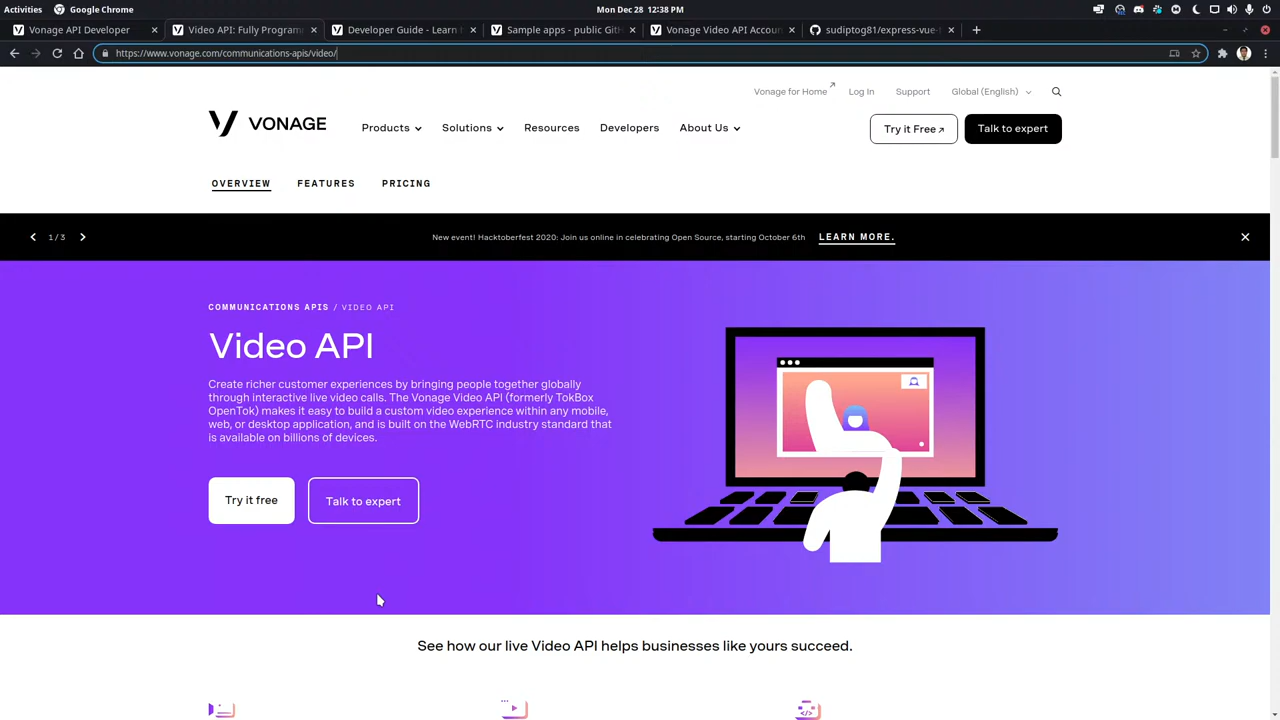 Activities
Google Chrome
Mon Dec 28 12:38 PM
Vonage API Developer
Video API: Fully Program
Developer Guide - Learn
Sample apps - public Git
Vonage Video API Accoun
sudiptog81/express-vue-t
https://www.vonage.com/communications-apis/video/
Vonage for Home
Log In
Support
Global (English)
VONAGE
Products
Solutions
Resources
Developers
About Us
Try it Free
Talk to expert
OVERVIEW
FEATURES
PRICING
1 / 3
New event! Hacktoberfest 2020: Join us online in celebrating Open Source, starting October 6th
LEARN MORE.
COMMUNICATIONS APIS / VIDEO API
Video API
Create richer customer experiences by bringing people together globally
through interactive live video calls. The Vonage Video API (formerly TokBox
OpenTok) makes it easy to build a custom video experience within any mobile,
web, or desktop application, and is built on the WebRTC industry standard that
is available on billions of devices.
Try it free
Talk to expert
See how our live Video API helps businesses like yours succeed.